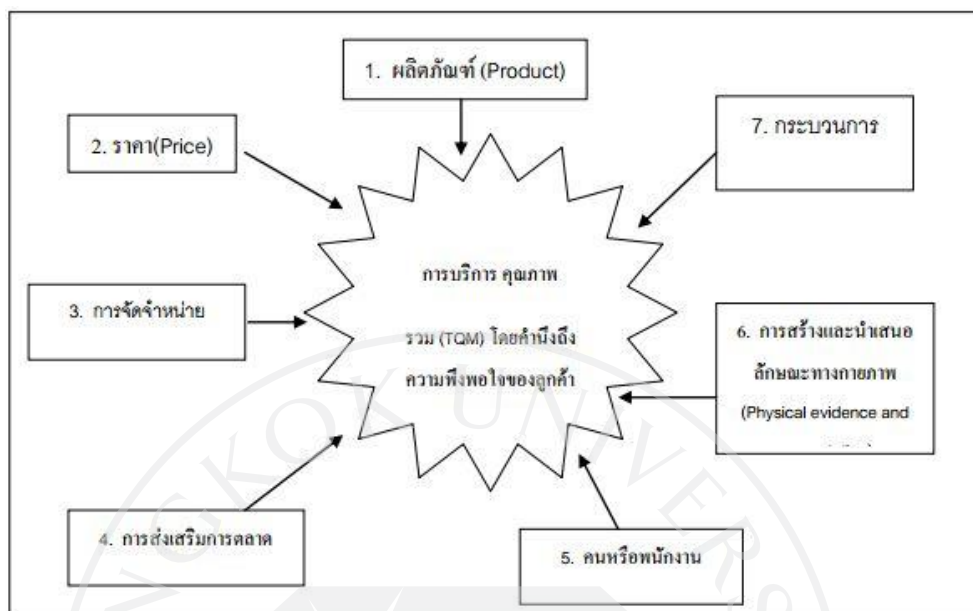 1. ผลิตภัณฑ์ (Product)
2. ราคา(Price)
7. กระบวนการ
การบริการ คุณภาพ
รวม (TQM) โดยคำนึงถึง
ความพึงพอใจของลูกค้า
3. การจัดจำหน่าย
6. การสร้างและนำเสนอ
ลักษณะทางกายภาพ
(Physical evidence and
4. การส่งเสริมการตลาด
5. คนหรือพนักงาน
NGKOK UNIVERS